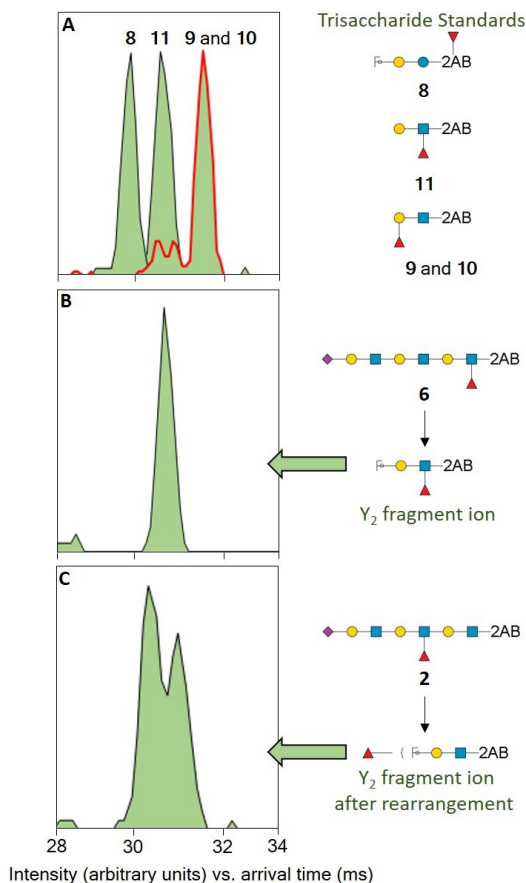 A
8 11 9 and 10
Trisaccharide Standards
2AB
8
2AB
11
2AB
9 and 10
B
2AB
6
2AB
Y₂ fragment ion
C
2AB
2
2AB
Y₂ fragment ion
after rearrangement
28 30 32 34
Intensity (arbitrary units) vs. arrival time (ms)